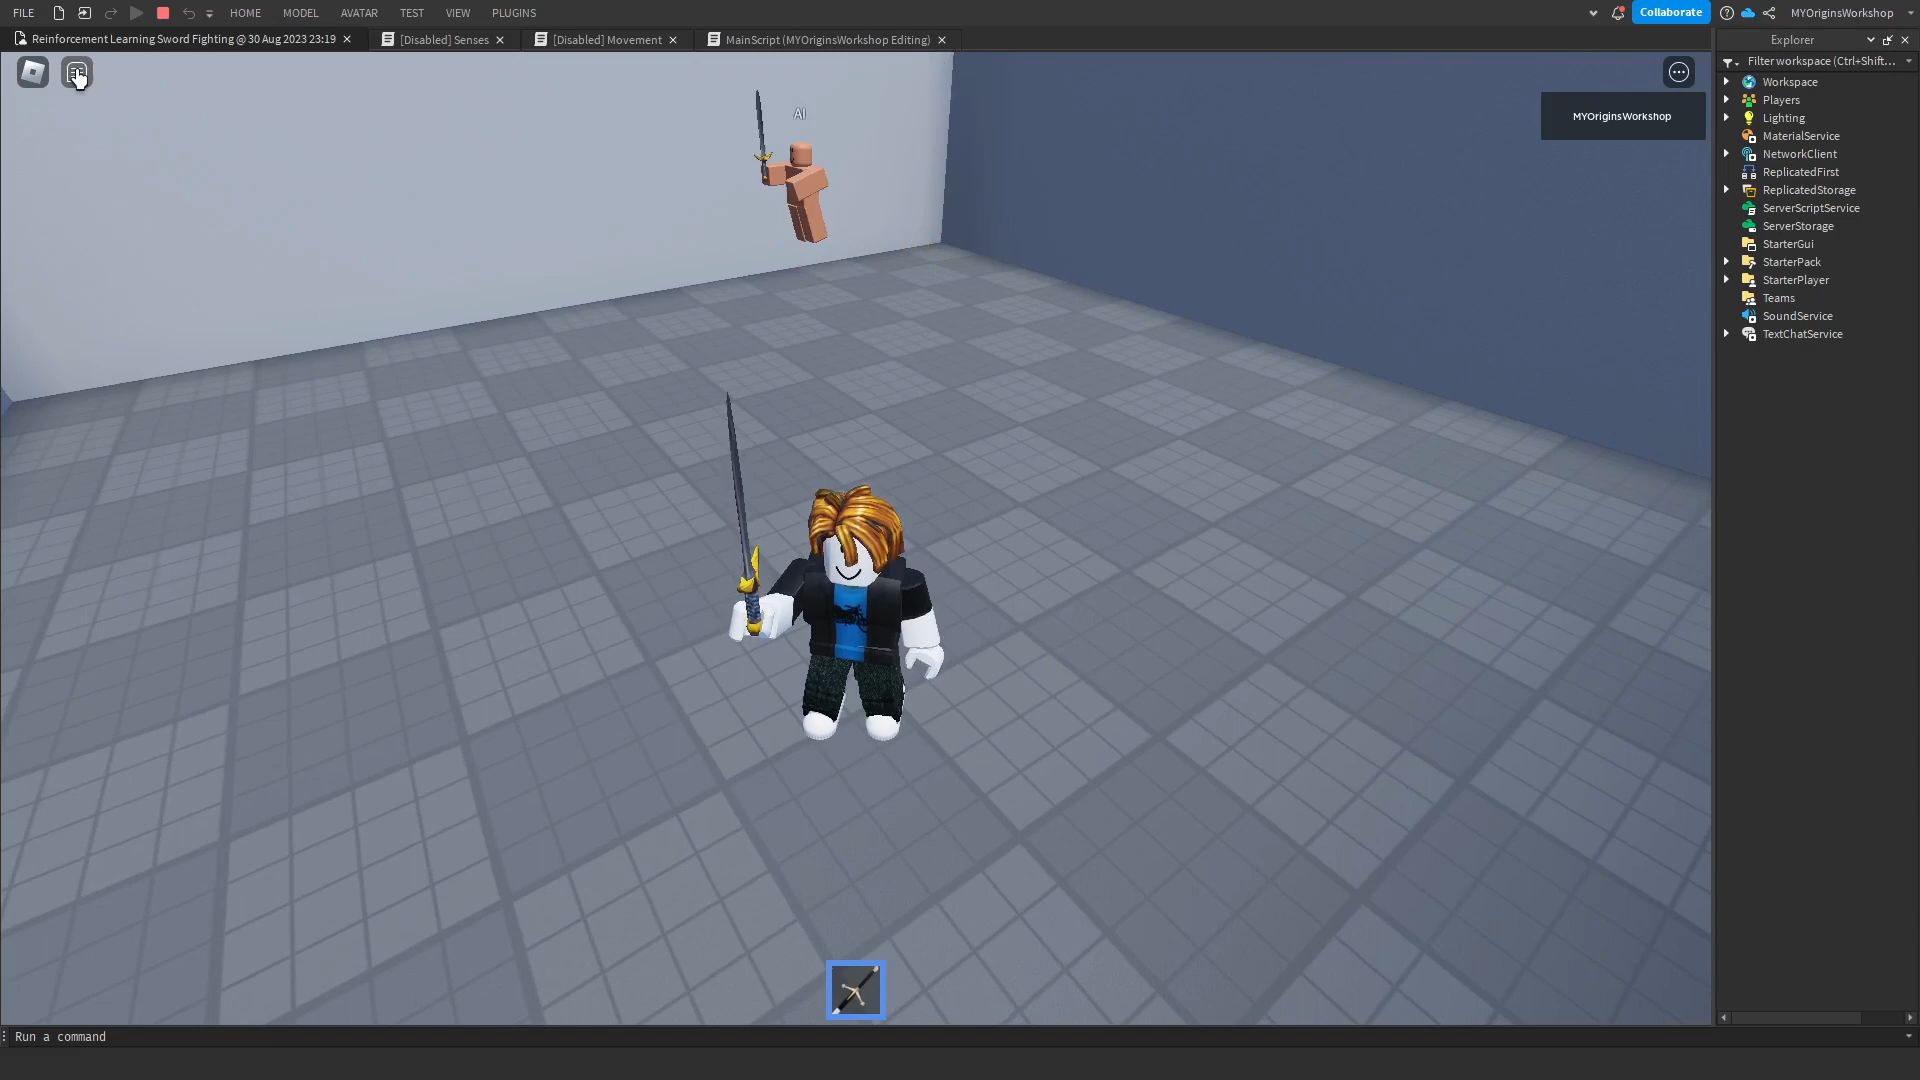 FILE HOME MODEL AVATAR TEST VIEW PLUGINS Collaborate MYOriginsWorkshop
Reinforcement Learning Sword Fighting @ 30 Aug 2023 23:19 [Disabled] Senses [Disabled] Movement MainScript (MYOriginsWorkshop Editing) Explorer
Filter workspace (Ctrl+Shift...
AI
MYOriginsWorkshop
Workspace
Players
Lighting
MaterialService
NetworkClient
ReplicatedFirst
ReplicatedStorage
ServerScriptService
ServerStorage
StarterGui
StarterPack
StarterPlayer
Teams
SoundService
TextChatService
Run a command